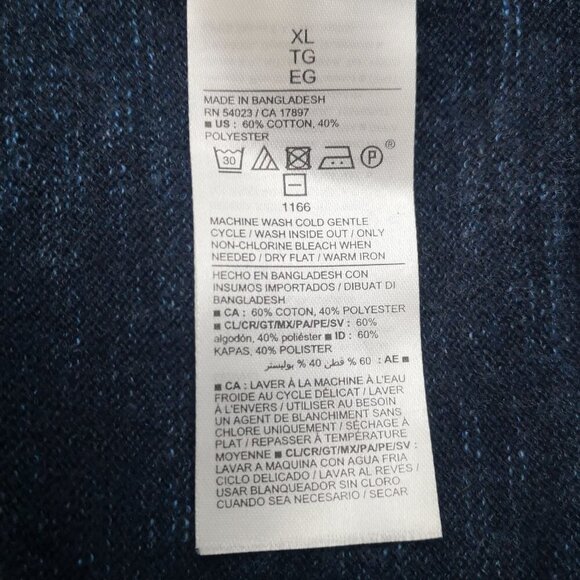 XL
TG
EG
MADE IN BANGLADESH
RN 54023 / CA 17897
■ US : 60% COTTON, 40%
POLYESTER
30 P ®
1166
MACHINE WASH COLD GENTLE
CYCLE / WASH INSIDE OUT / ONLY
NON-CHLORINE BLEACH WHEN
NEEDED / DRY FLAT / WARM IRON
HECHO EN BANGLADESH CON
INSUMOS IMPORTADOS / DIBUAT DI
BANGLADESH
■ CA : 60% COTON, 40% POLYESTER
■ CL/CR/GT/MX/PA/PE/SV : 60%
algodón, 40% poliéster ■ ID : 60%
KAPAS, 40% POLISTER
■ AE : 60 % قطن 40 % بوليستر
■ CA : LAVER À LA MACHINE À L'EAU
FROIDE AU CYCLE DÉLICAT / LAVER
À L'ENVERS / UTILISER AU BESOIN
UN AGENT DE BLANCHIMENT SANS
CHLORE UNIQUEMENT / SÉCHAGE À
PLAT / REPASSER À TEMPÉRATURE
MOYENNE ■ CL/CR/GT/MX/PA/PE/SV :
LAVAR A MAQUINA CON AGUA FRIA
CICLO DELICADO / LAVAR AL REVES /
USAR BLANQUEADOR SIN CLORO
CUANDO SEA NECESARIO / SECAR